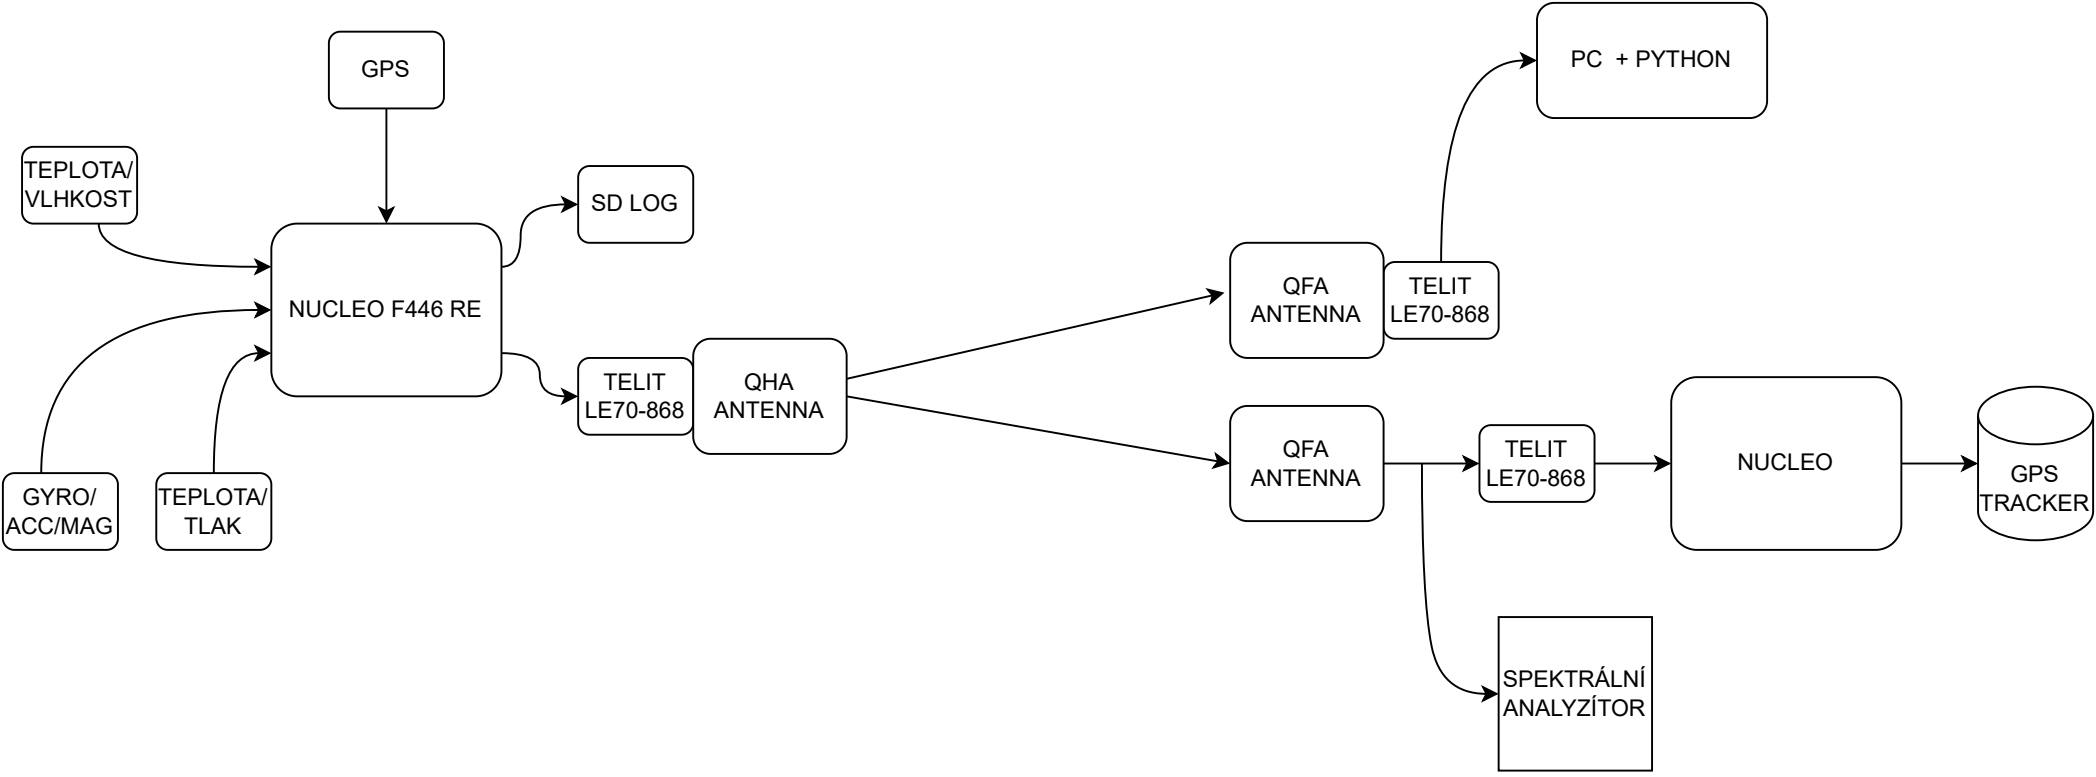 PC + PYTHON
GPS
TEPLOTA/
VLHKOST
SD LOG
NUCLEO F446 RE
QFA
ANTENNA
TELIT
LE70-868
TELIT
LE70-868
QHA
ANTENNA
QFA
ANTENNA
TELIT
LE70-868
NUCLEO
GPS
TRACKER
GYRO/
ACC/MAG
TEPLOTA/
TLAK
SPEKTRÁLNÍ
ANALYZÍTOR